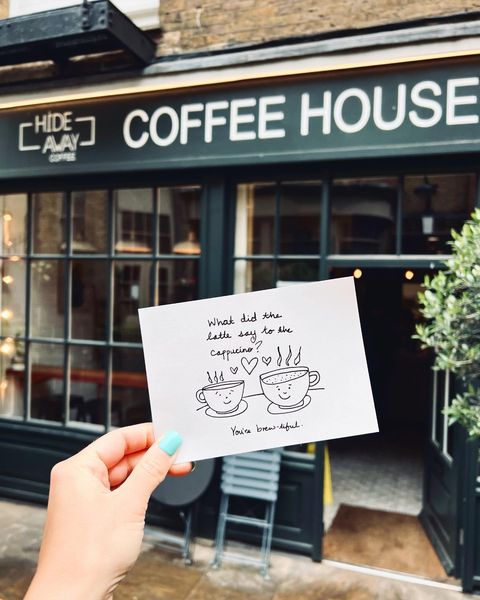 HIDE
AWAY
COFFEE
COFFEE HOUSE
What did the
latte say to the
cappucino?
You're brew-tiful.